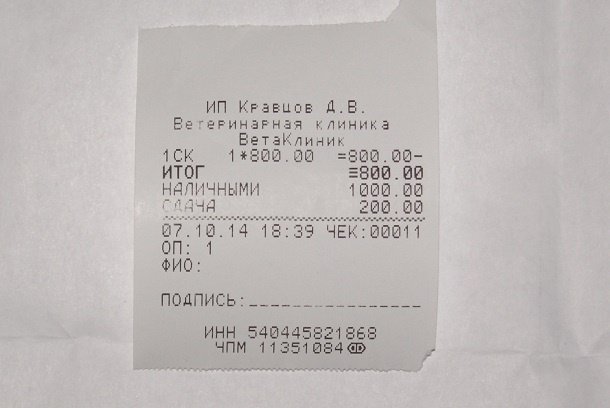 ИП Кравцов Д.В.
Ветеринарная клиника
ВетаКлиник
1СК 1*800.00 =800.00-
ИТОГ ≡800.00
НАЛИЧНЫМИ 1000.00
СДАЧА 200.00
07.10.14 18:39 ЧЕК:00011
ОП: 1
ФИО:
ПОДПИСЬ:________________
ИНН 540445821868
ЧПМ 11351084